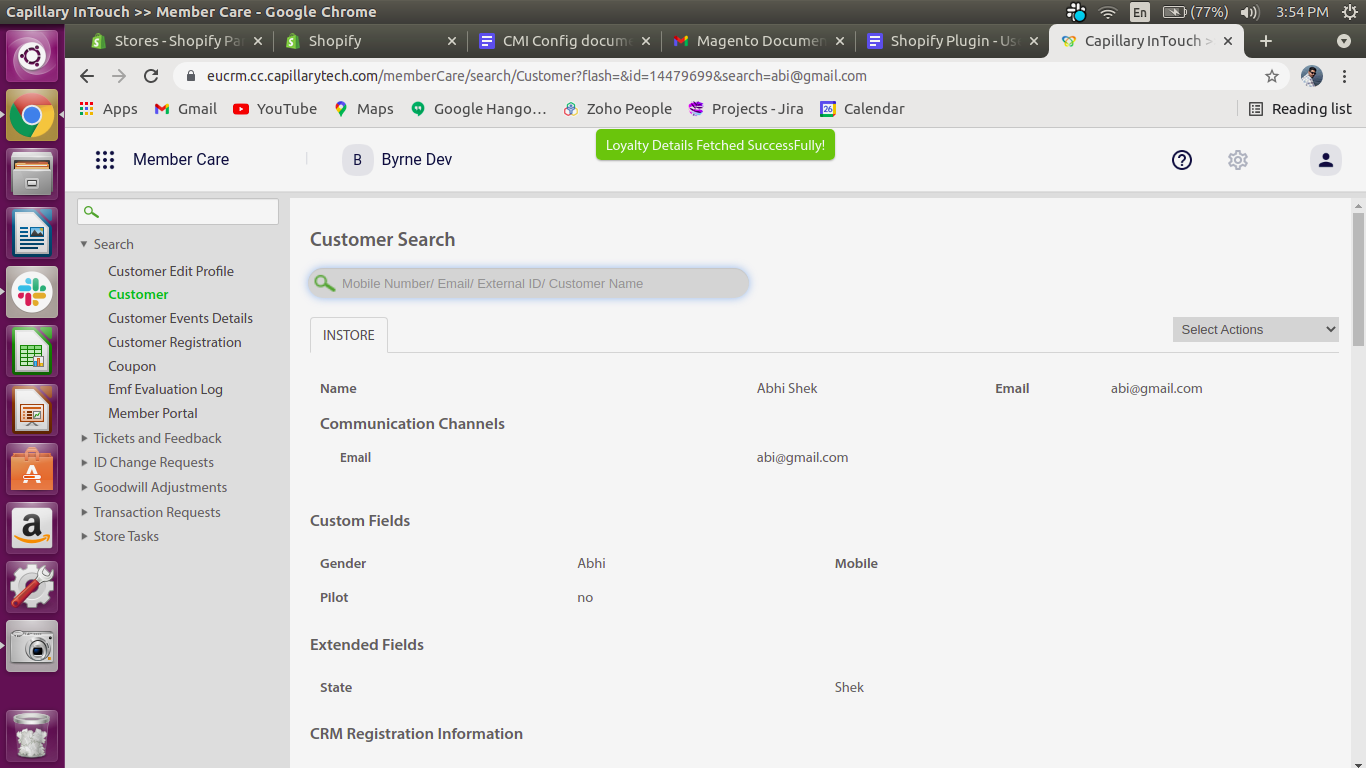 Capillary InTouch >> Member Care - Google Chrome
En (77%) 3:54 PM
Stores - Shopify Pa
Shopify
CMI Config docum
Magento Documen
Shopify Plugin - Us
Capillary InTouch >
eucrm.cc.capillarytech.com/memberCare/search/Customer?flash=&id=14479699&search=abi@gmail.com
Apps Gmail YouTube Maps Google Hango... Zoho People Projects - Jira 26 Calendar Reading list
Member Care B Byrne Dev
Loyalty Details Fetched SuccessFully!
Search
Customer Edit Profile
Customer
Customer Events Details
Customer Registration
Coupon
Emf Evaluation Log
Member Portal
Tickets and Feedback
ID Change Requests
Goodwill Adjustments
Transaction Requests
Store Tasks
Customer Search
Mobile Number/ Email/ External ID/ Customer Name
INSTORE
Select Actions
Name Abhi Shek Email abi@gmail.com
Communication Channels
Email abi@gmail.com
Custom Fields
Gender Abhi Mobile
Pilot no
Extended Fields
State Shek
CRM Registration Information